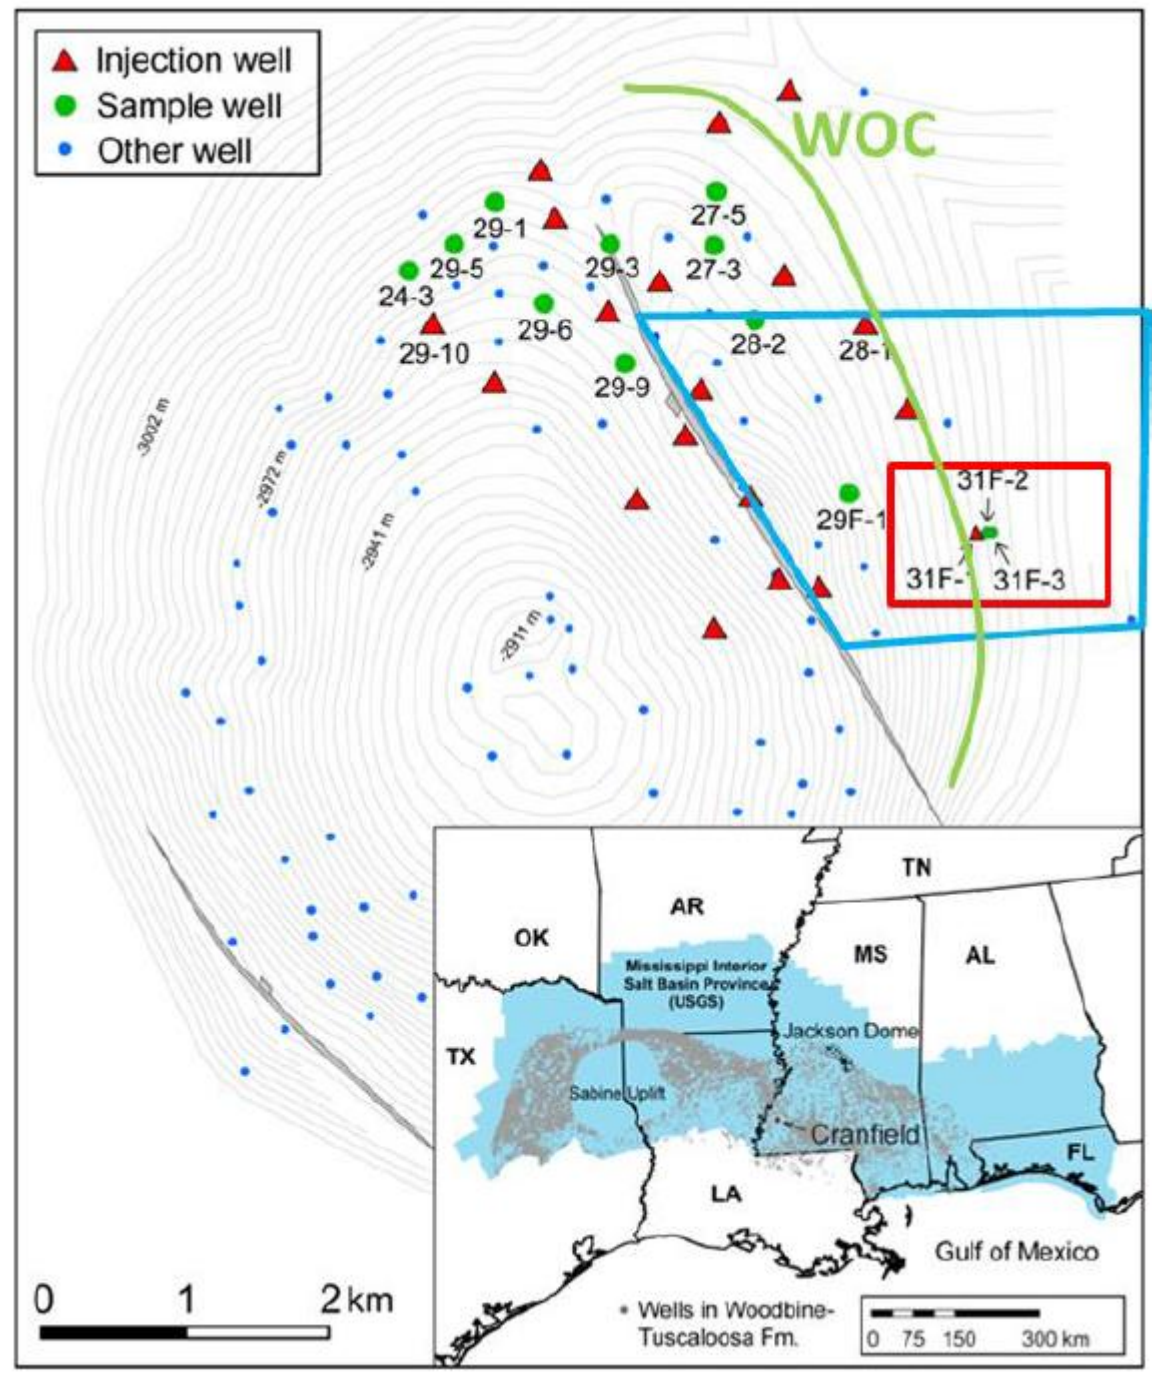 Injection well
Sample well
Other well
WOC
27-5
29-1
29-5
29-3
27-3
24-3
29-6
28-2
28-1
29-10
29-9
-3002 m
-2972 m
-2941 m
-2911 m
29F-1
31F-2
31F-
31F-3
0 1 2 km
TN
AR
OK
MS
AL
Mississippi Interior
Salt Basin Province
(USGS)
Jackson Dome
TX
Sabine Uplift
Cranfield
FL
LA
Gulf of Mexico
Wells in Woodbine-
Tuscaloosa Fm.
0 75 150 300 km